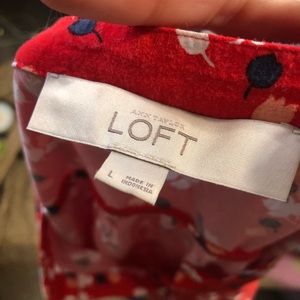 ANN TAYLOR
LOFT
L
MADE IN
INDONESIA